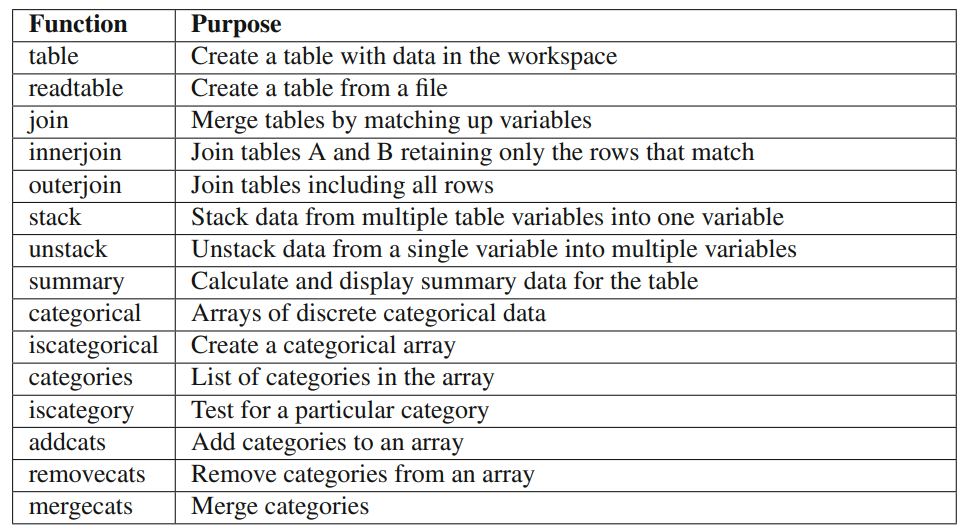 Function Purpose
table Create a table with data in the workspace
readtable Create a table from a file
join Merge tables by matching up variables
innerjoin Join tables A and B retaining only the rows that match
outerjoin Join tables including all rows
stack Stack data from multiple table variables into one variable
unstack Unstack data from a single variable into multiple variables
summary Calculate and display summary data for the table
categorical Arrays of discrete categorical data
iscategorical Create a categorical array
categories List of categories in the array
iscategory Test for a particular category
addcats Add categories to an array
removecats Remove categories from an array
mergecats Merge categories